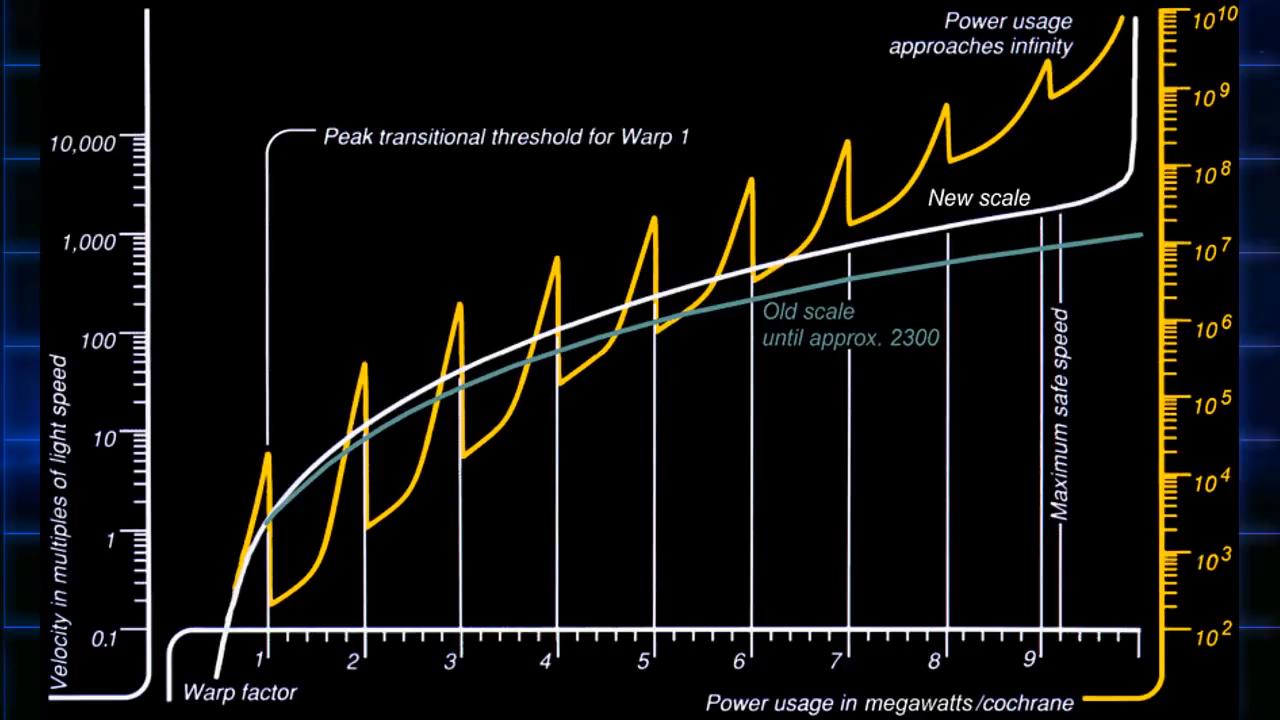 Power usage
approaches infinity
Peak transitional threshold for Warp 1
New scale
Old scale
until approx. 2300
Maximum safe speed
Velocity in multiples of light speed
10,000
1,000
100
10
1
0.1
10¹⁰
10⁹
10⁸
10⁷
10⁶
10⁵
10⁴
10³
10²
1 2 3 4 5 6 7 8 9
Warp factor
Power usage in megawatts/cochrane